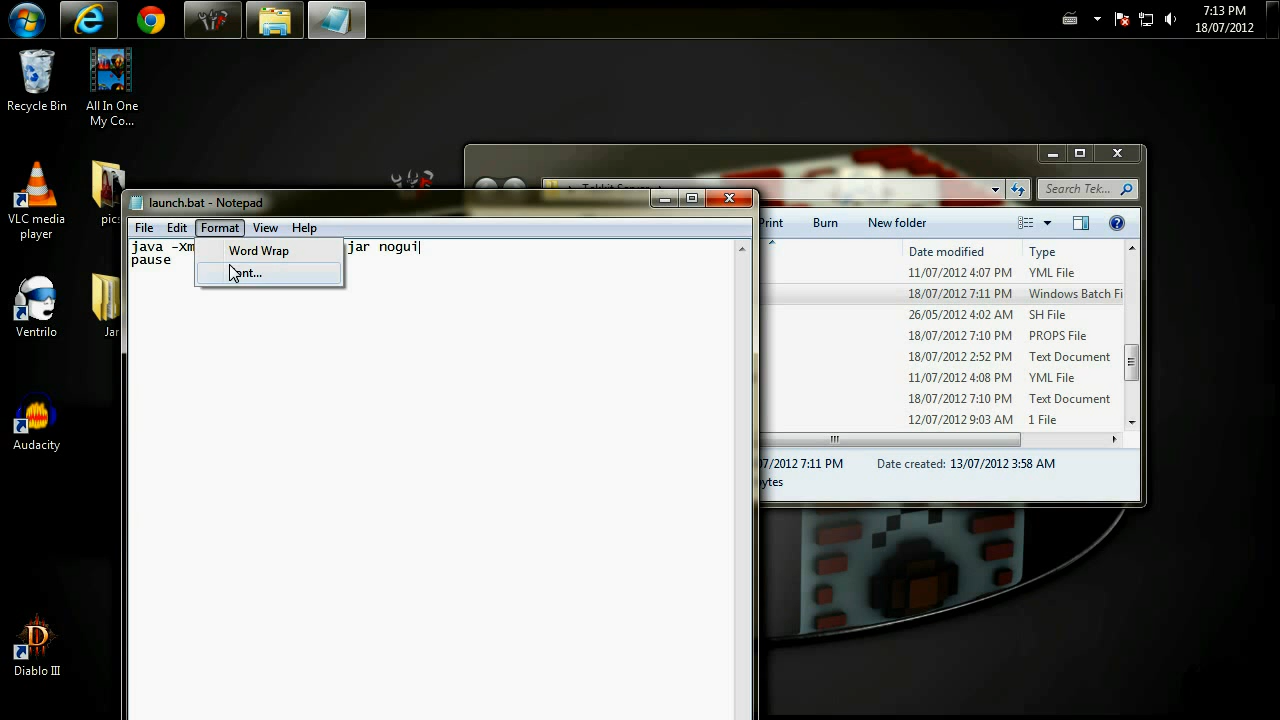 7:13 PM
18/07/2012
Recycle Bin
All In One
My Co...
VLC media
player
pics
Ventrilo
Jar
Audacity
Diablo III
Search Tek...
Print
Burn
New folder
Date modified
Type
11/07/2012 4:07 PM YML File
18/07/2012 7:11 PM Windows Batch Fi
26/05/2012 4:02 AM SH File
18/07/2012 7:10 PM PROPS File
18/07/2012 2:52 PM Text Document
11/07/2012 4:08 PM YML File
18/07/2012 7:10 PM Text Document
12/07/2012 9:03 AM 1 File
07/2012 7:11 PM Date created: 13/07/2012 3:58 AM
bytes
launch.bat - Notepad
File Edit Format View Help
java -Xm jar nogui
pause
Word Wrap
ont...